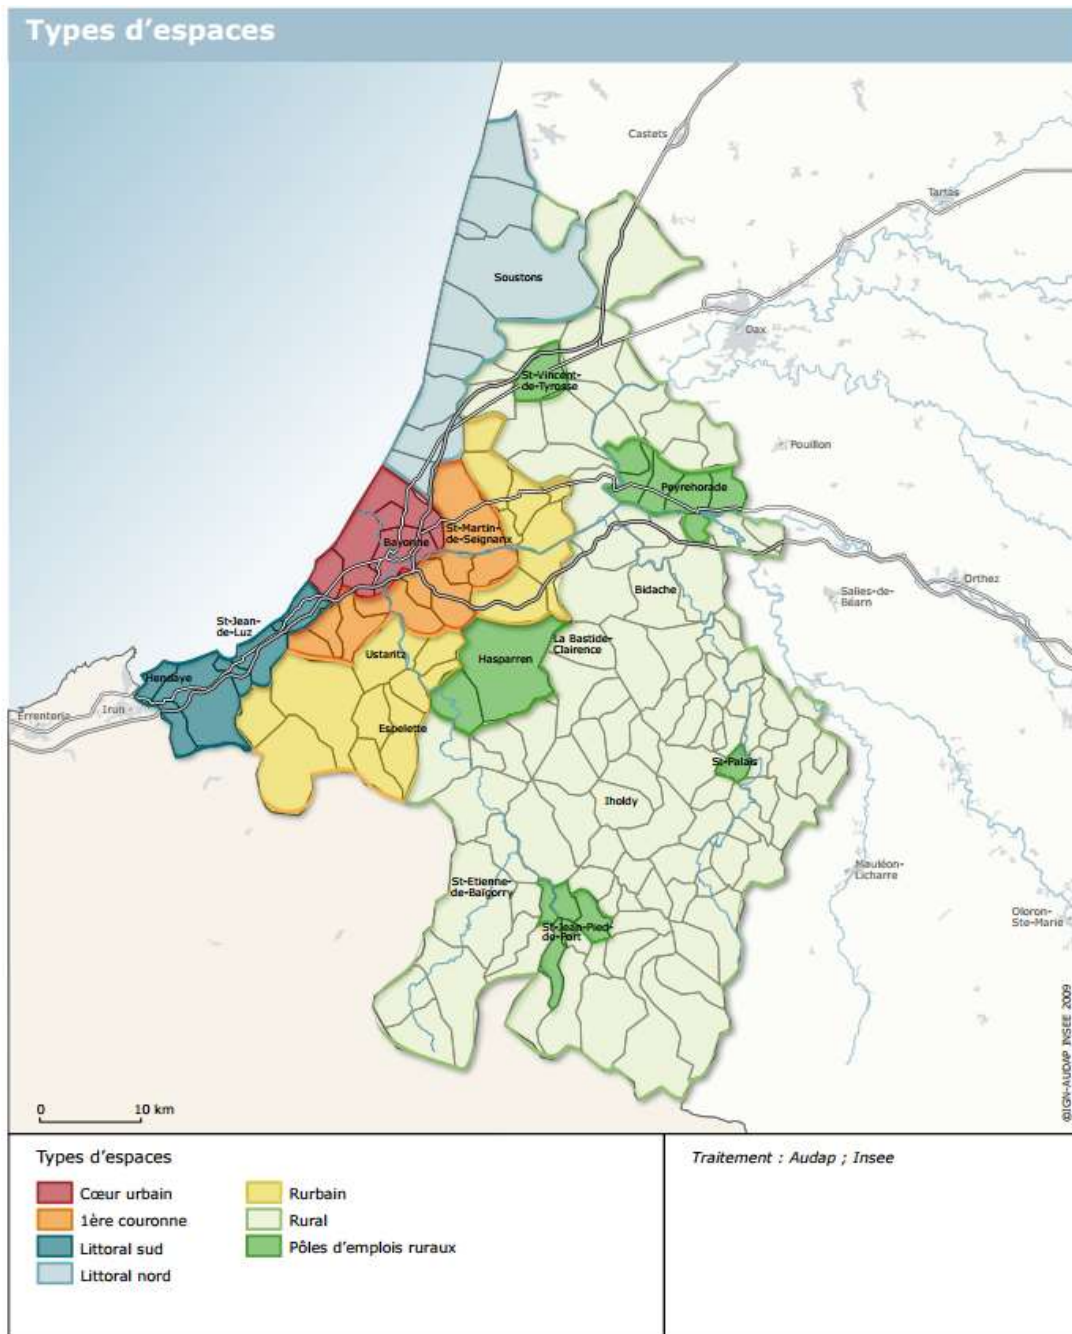 Types d'espaces
Castets
Tartas
Soustons
Dax
St-Vincent-
de-Tyrosse
Pouillon
Peyrehorade
St-Martin-
de-Seignanx
Bayonne
Orthez
Bidache
Salies-de-
Béarn
St-Jean-
de-Luz
La Bastide-
Clairence
Ustaritz
Hasparren
Hendaye
Irun
Errenteria
Espelette
St-Palais
Iholdy
Mauléon-
Licharre
St-Etienne-
de-Baïgorry
Oloron-
Ste-Marie
St-Jean-Pied-
de-Port
©IGN-AUDAP INSEE 2009
0 10 km
Types d'espaces
Cœur urbain
1ère couronne
Littoral sud
Littoral nord
Rurbain
Rural
Pôles d'emplois ruraux
Traitement : Audap ; Insee